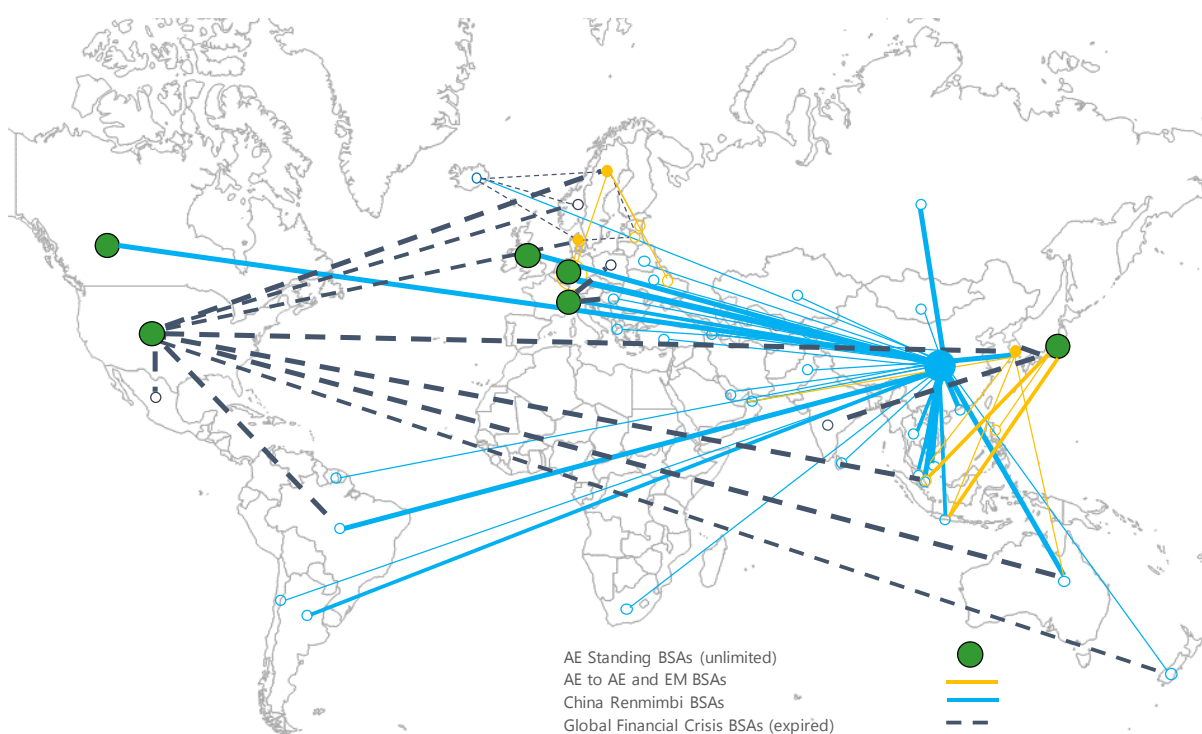 AE Standing BSAs (unlimited)
AE to AE and EM BSAs
China Renmimbi BSAs
Global Financial Crisis BSAs (expired)